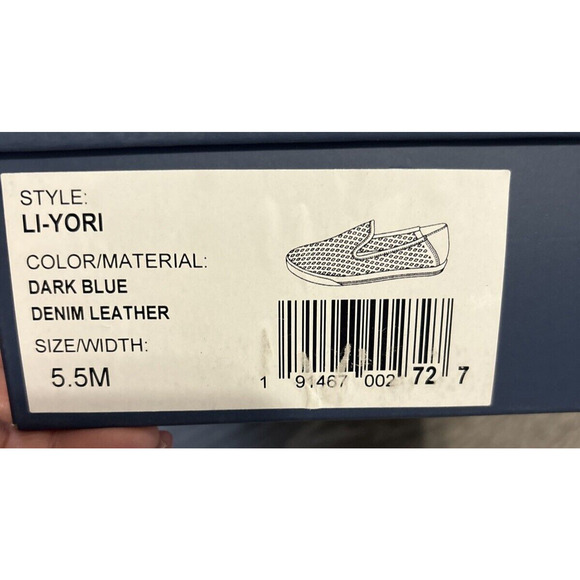 STYLE:
LI-YORI
COLOR/MATERIAL:
DARK BLUE
DENIM LEATHER
SIZE/WIDTH:
5.5M
1 91467 002 72 7